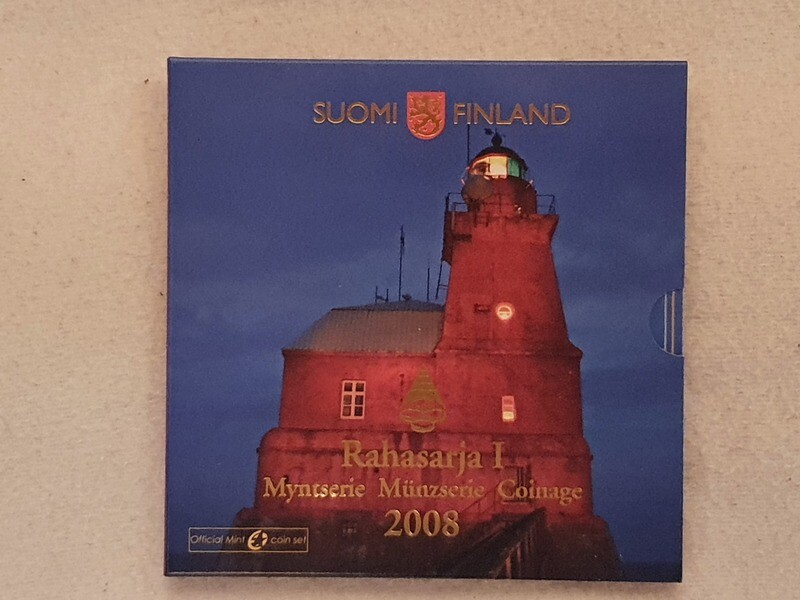 SUOMI FINLAND
Rahasarja I
Myntserie Münzserie Coinage
2008
Official Mint coin set